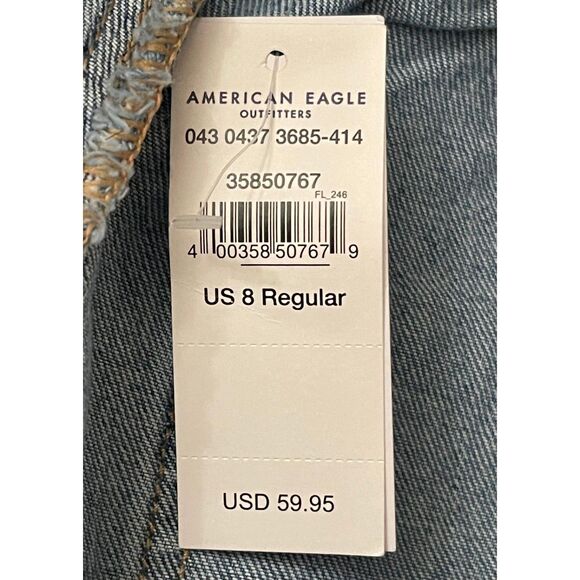 AMERICAN EAGLE
OUTFITTERS
043 0437 3685-414
35850767
FL_246
4 00358 50767 9
US 8 Regular
USD 59.95